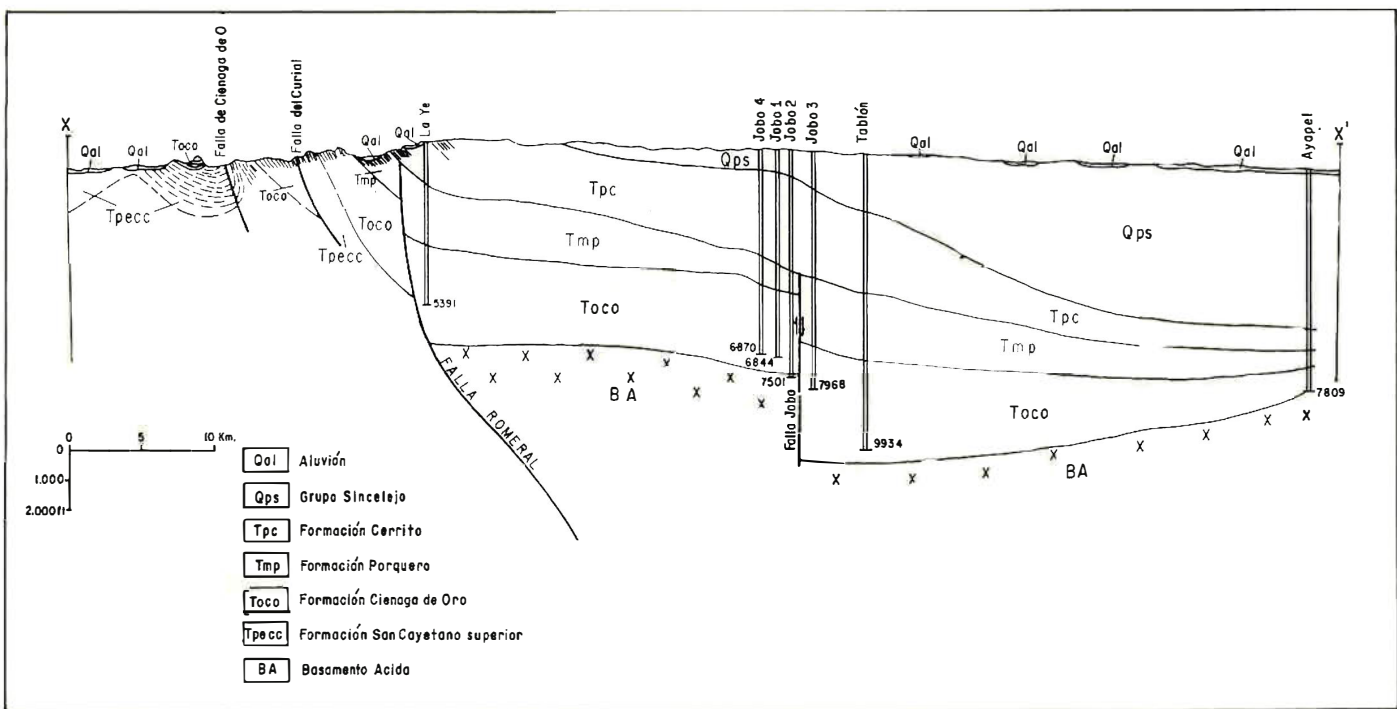 Falla de Cienaga de O
Falla del Curial
La Ye
Jobo 4
Jobo 1
Jobo 2
Jobo 3
Tablón
Ayapel
X
X'
Qal
Qal
Toco
Qal
Qal
Tmp
Qps
Qal
Qal
Qal
Qal
Tpecc
Toco
Tpecc
Toco
Tpc
Tmp
Toco
Qps
Tpc
Tmp
Toco
5391
6870
6844
7501
7968
9934
7809
BA
BA
FALLA ROMERAL
Falla Jobo
0 5 10 Km.
0
1.000
2.000ft
Qal Aluvión
Qps Grupo Sincelejo
Tpc Formación Cerrito
Tmp Formación Porquero
Toco Formación Cienaga de Oro
Tpecc Formación San Cayetano superior
BA Basamento Acida